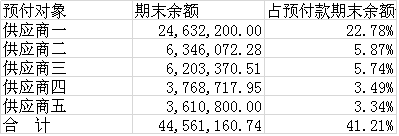 预付对象 期末余额 占预付款期末余额
供应商一 24,632,200.00 22.78%
供应商二 6,346,072.28 5.87%
供应商三 6,203,370.51 5.74%
供应商四 3,768,717.95 3.49%
供应商五 3,610,800.00 3.34%
合 计 44,561,160.74 41.21%